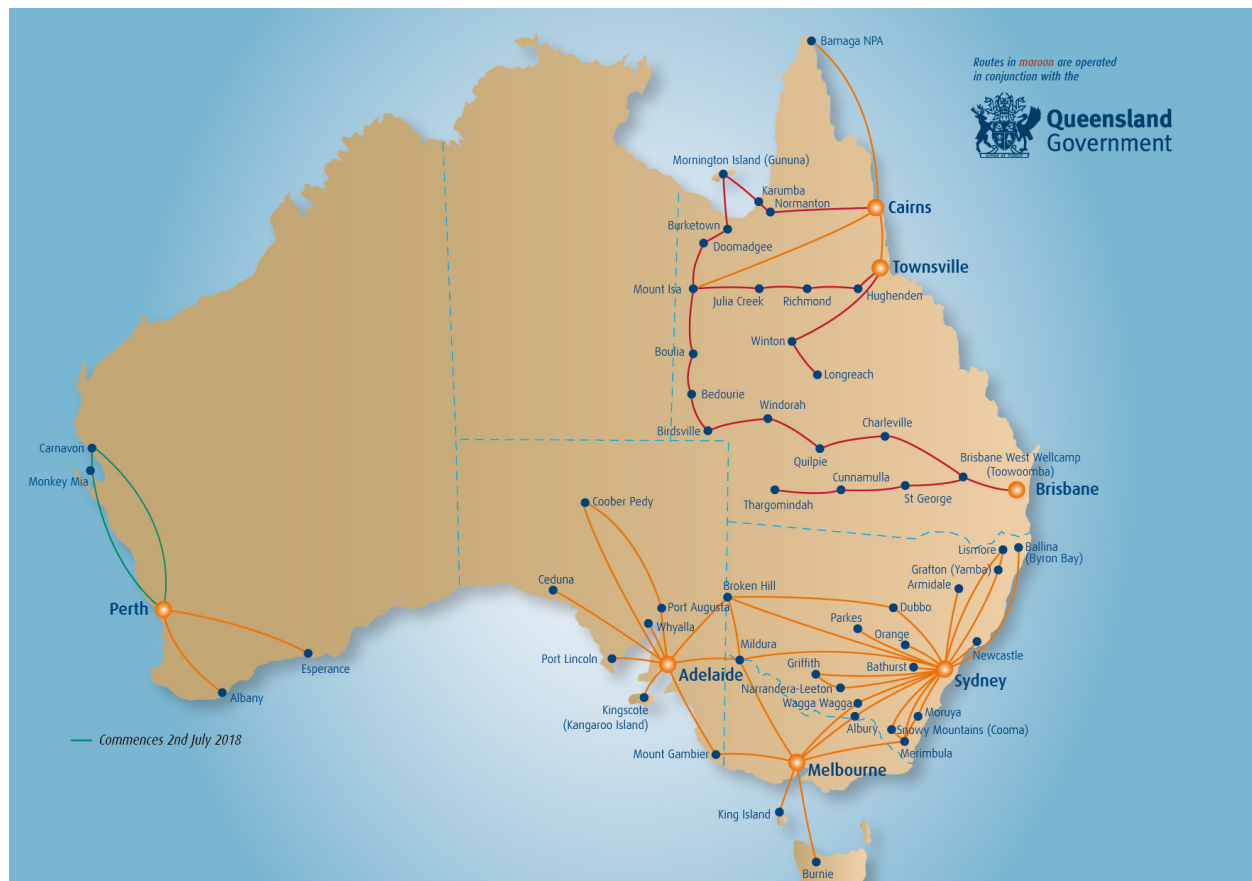 Bamaga NPA
Routes in maroon are operated
in conjunction with the
Queensland
Government
Mornington Island (Gununa)
Karumba
Normanton
Cairns
Burketown
Doomadgee
Townsville
Mount Isa
Julia Creek
Richmond
Hughenden
Winton
Boulia
Longreach
Bedourie
Windorah
Charleville
Birdsville
Carnavon
Monkey Mia
Quilpie
Brisbane West Wellcamp
(Toowoomba)
Cunnamulla
St George
Thargomindah
Brisbane
Coober Pedy
Lismore
Ballina
(Byron Bay)
Grafton (Yamba)
Armidale
Ceduna
Broken Hill
Perth
Port Augusta
Dubbo
Whyalla
Parkes
Orange
Newcastle
Mildura
Port Lincoln
Griffith
Bathurst
Esperance
Adelaide
Sydney
Narrandera-Leeton
Wagga Wagga
Albany
Kingscote
(Kangaroo Island)
Moruya
Albury
Snowy Mountains (Cooma)
Commences 2nd July 2018
Mount Gambier
Merimbula
Melbourne
King Island
Burnie